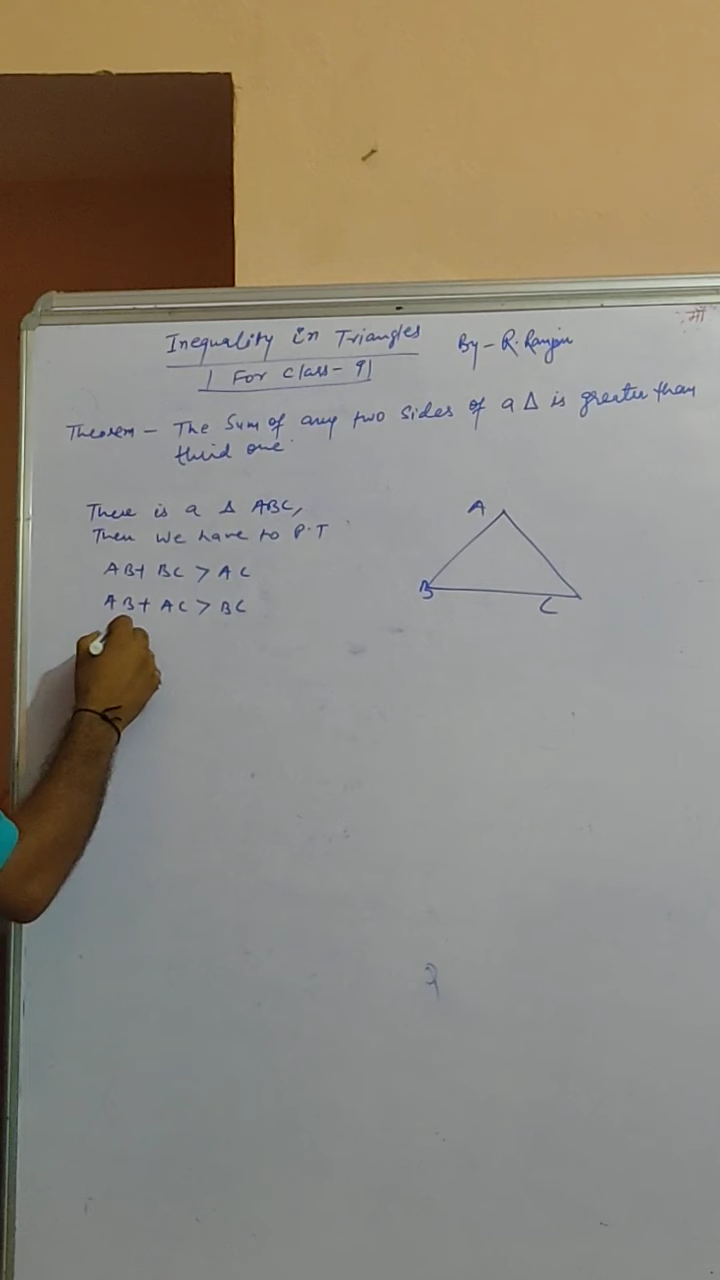 माँ
Inequality in Triangles By - R. Ranjan
For class - 9
Theorem - The Sum of any two sides of a Δ is greater than
third one.
There is a Δ ABC,
Then we have to P.T
AB + BC > AC
AB + AC > BC
A
B
C